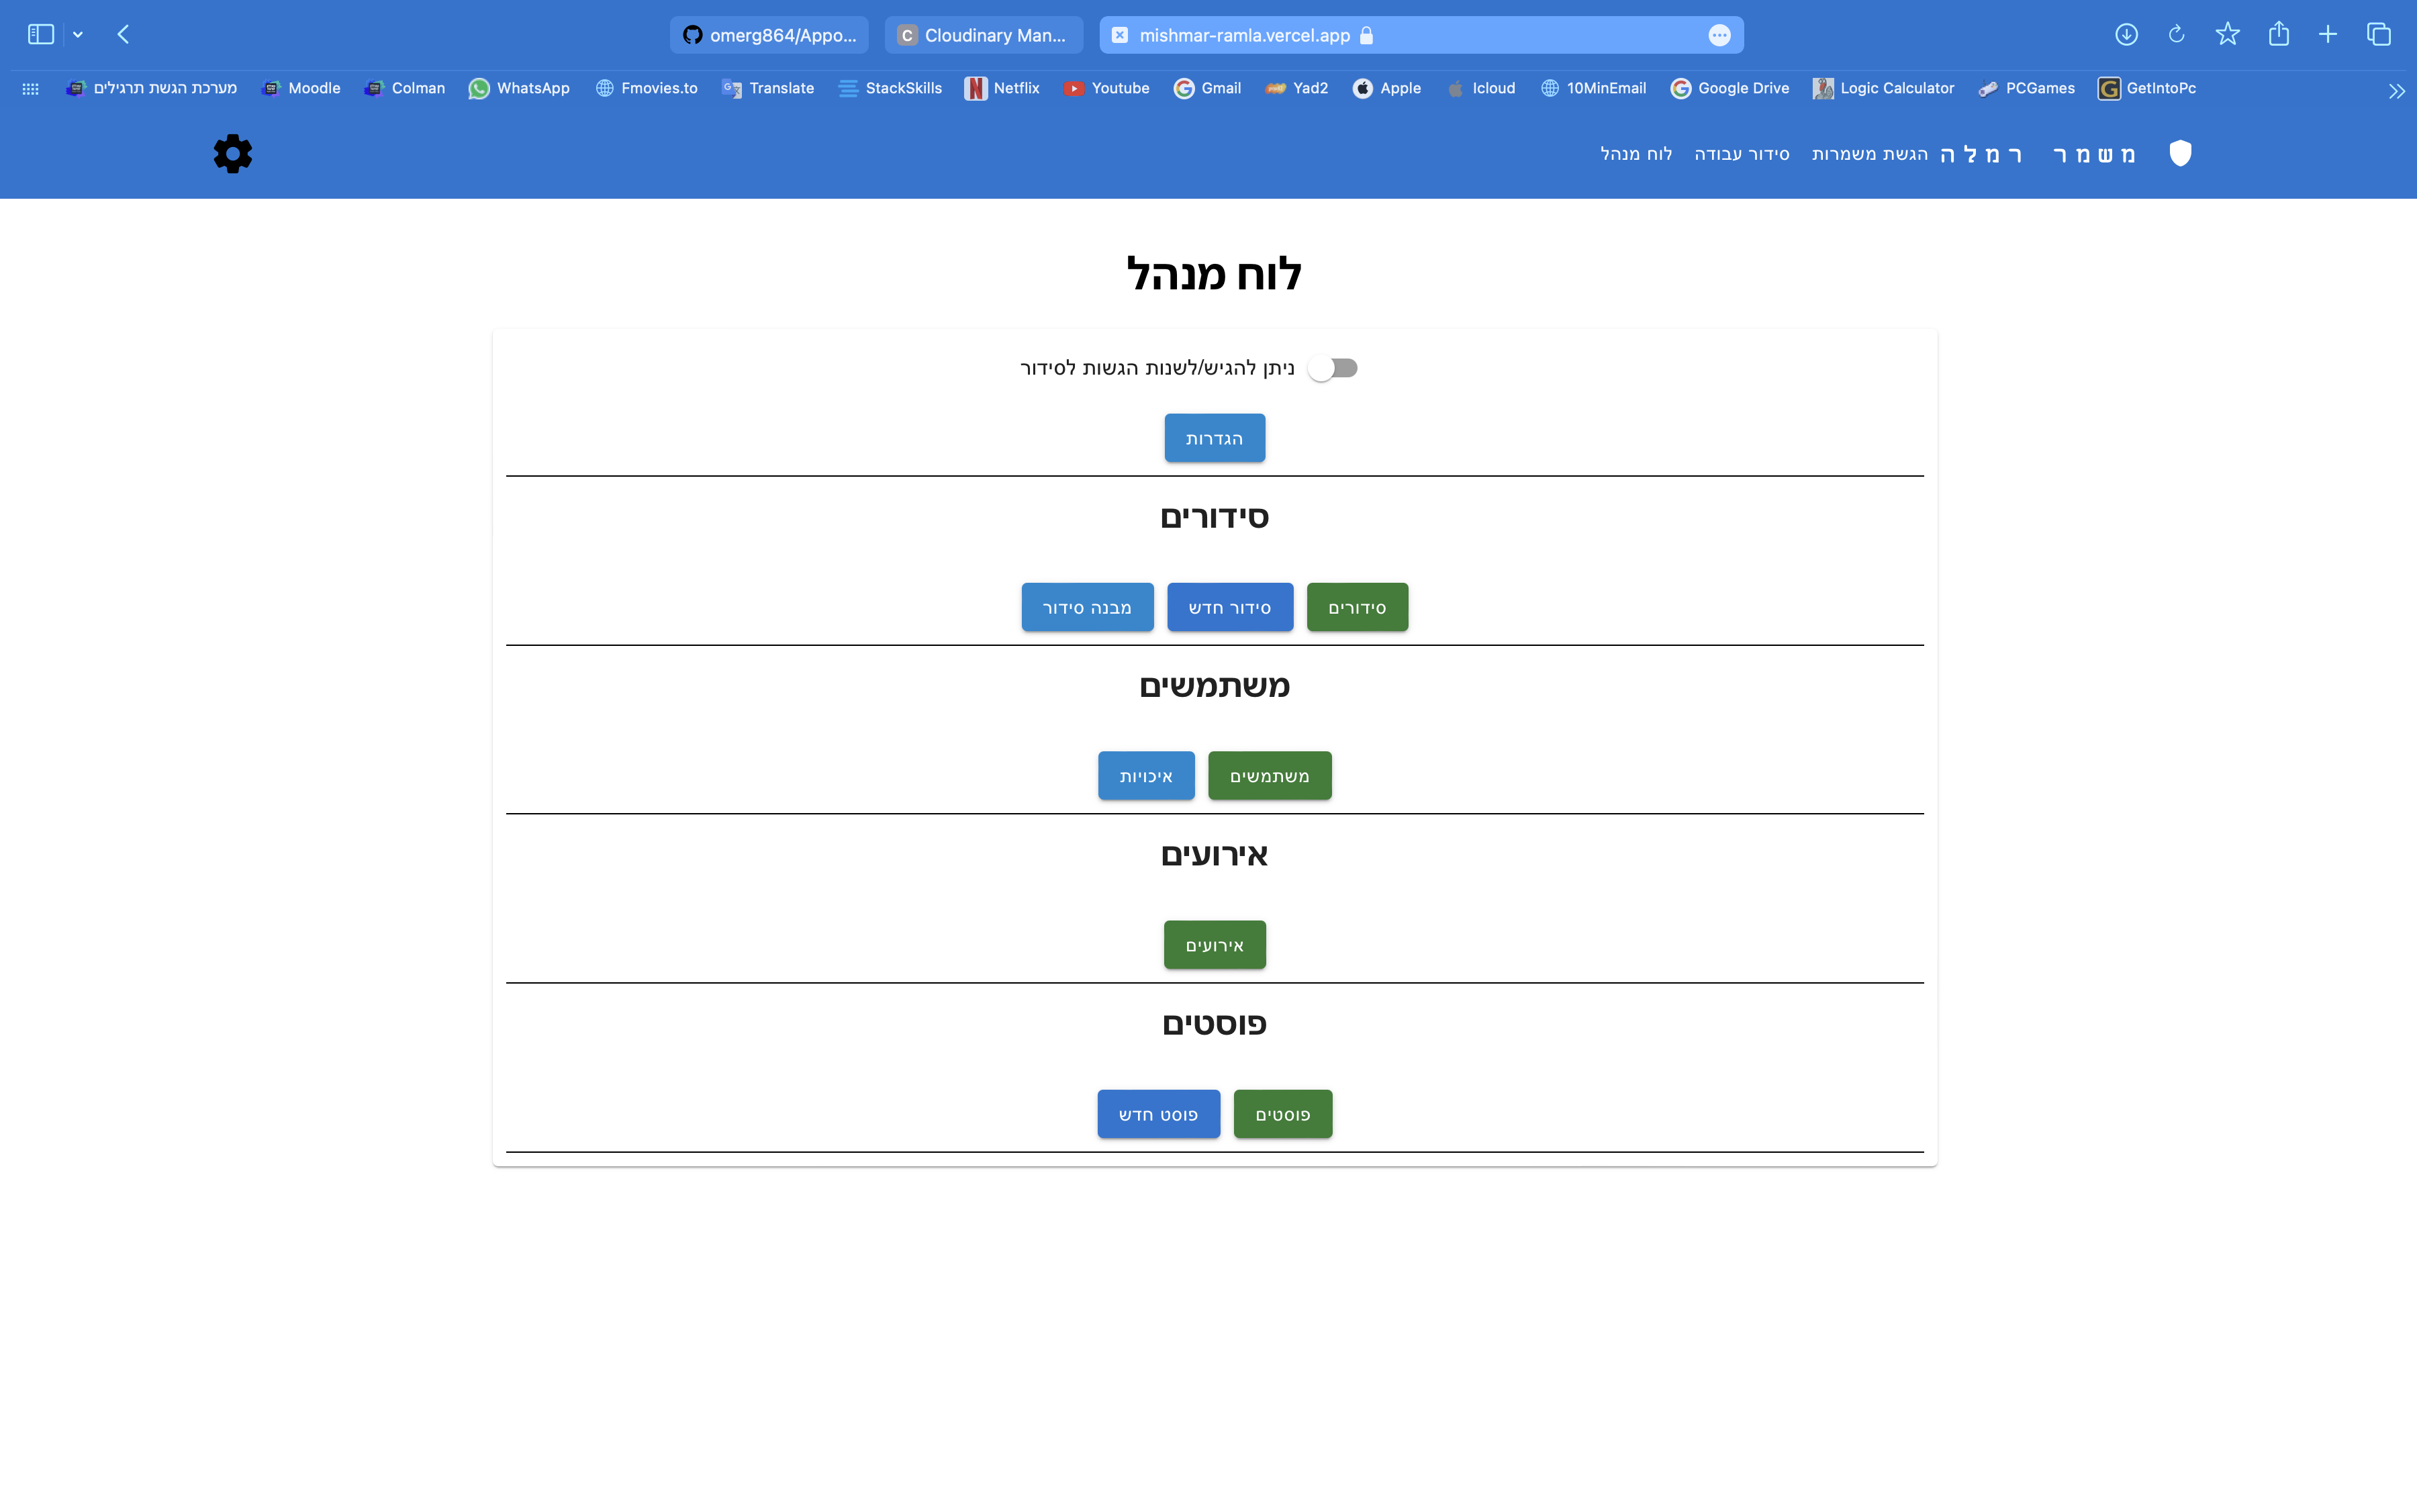 omerg864/Appo...
Cloudinary Man...
mishmar-ramla.vercel.app
מערכת הגשת תרגילים
Moodle
Colman
WhatsApp
Fmovies.to
Translate
StackSkills
Netflix
Youtube
Gmail
Yad2
Apple
Icloud
10MinEmail
Google Drive
Logic Calculator
PCGames
GetIntoPc
משמר רמלה
הגשת משמרות
סידור עבודה
לוח מנהל
לוח מנהל
ניתן להגיש/לשנות הגשות לסידור
הגדרות
סידורים
סידורים
סידור חדש
מבנה סידור
משתמשים
משתמשים
איכויות
אירועים
אירועים
פוסטים
פוסטים
פוסט חדש